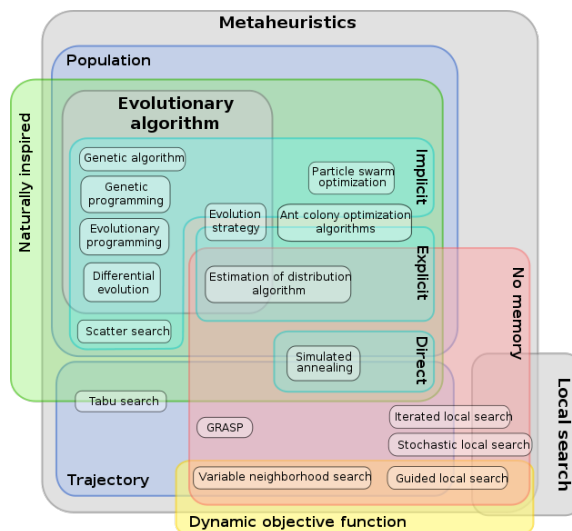 Metaheuristics
Population
Naturally inspired
Evolutionary
algorithm
Implicit
Genetic algorithm
Particle swarm
optimization
Genetic
programming
Evolution
strategy
Ant colony optimization
algorithms
Evolutionary
programming
Explicit
No memory
Differential
evolution
Estimation of distribution
algorithm
Scatter search
Direct
Simulated
annealing
Local search
Tabu search
Iterated local search
GRASP
Stochastic local search
Trajectory
Variable neighborhood search
Guided local search
Dynamic objective function